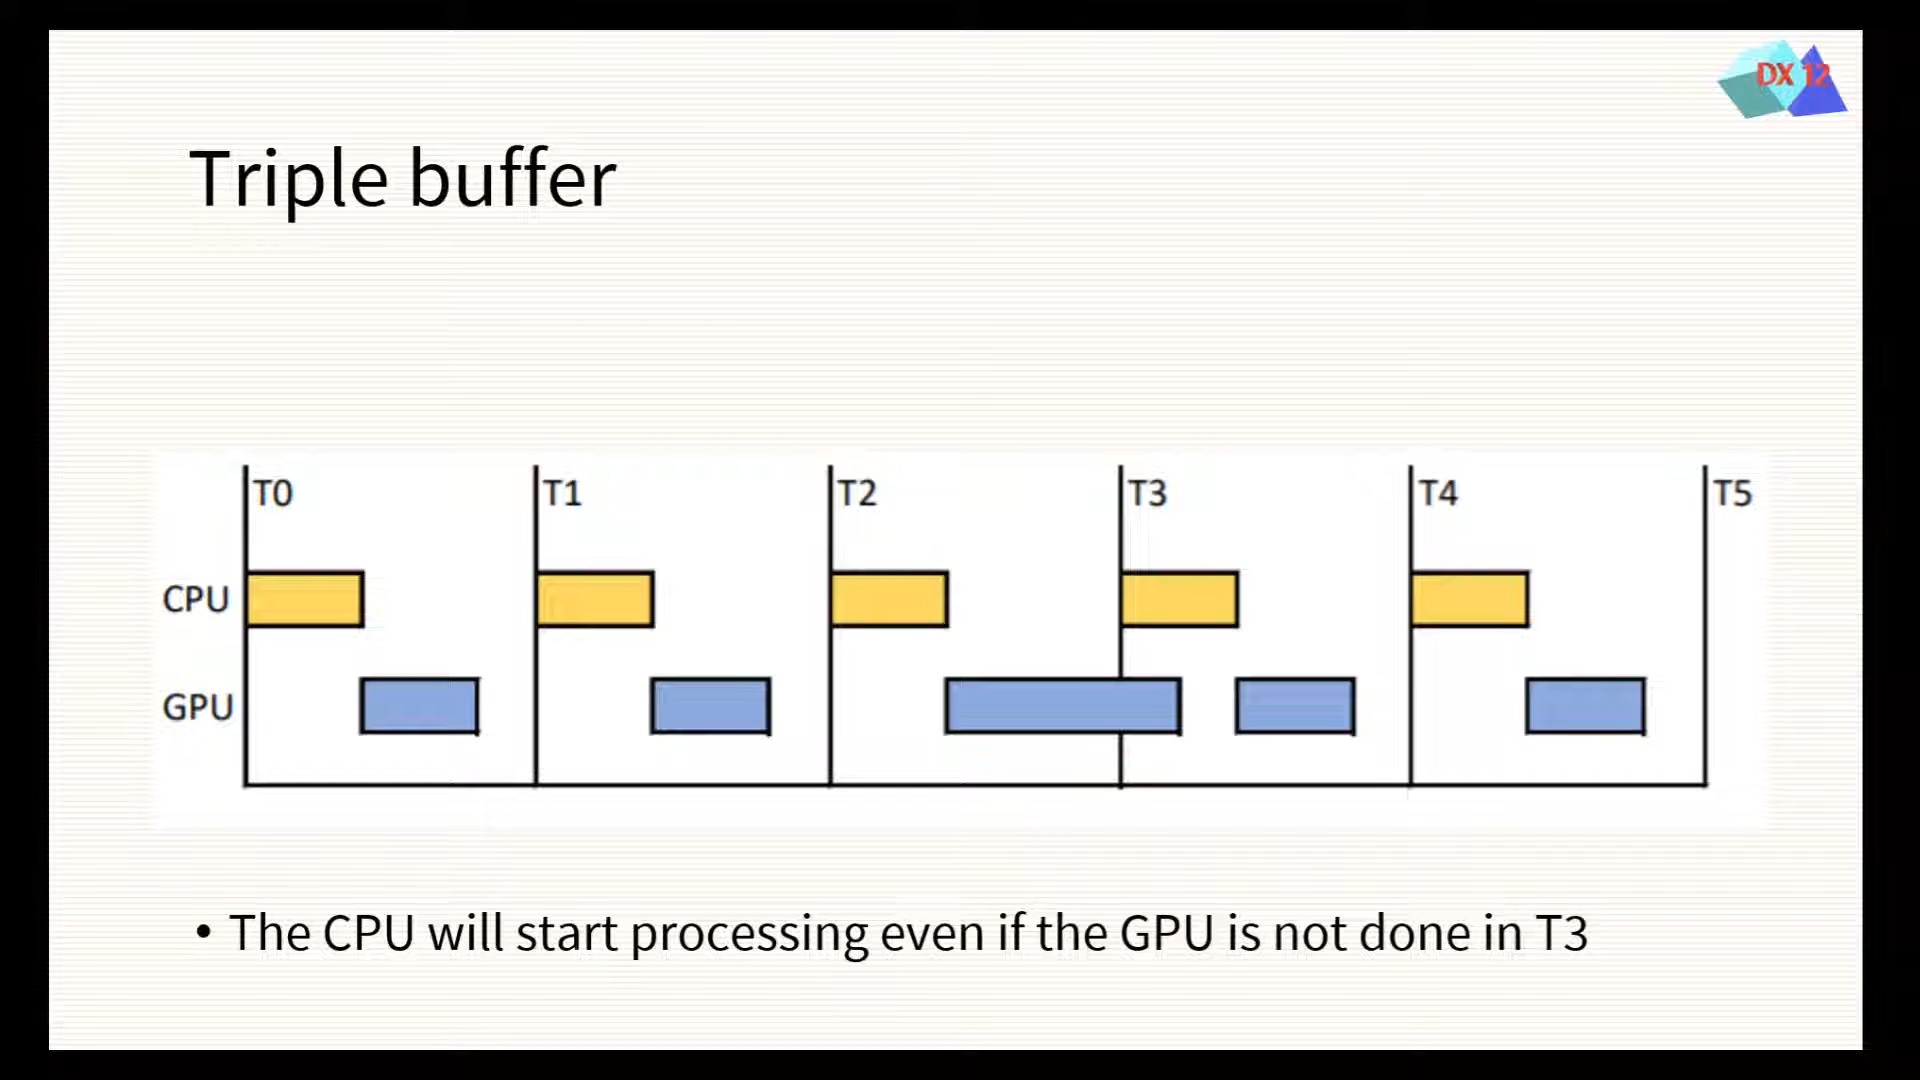 DX 12
Triple buffer
T0 T1 T2 T3 T4 T5
CPU
GPU
• The CPU will start processing even if the GPU is not done in T3